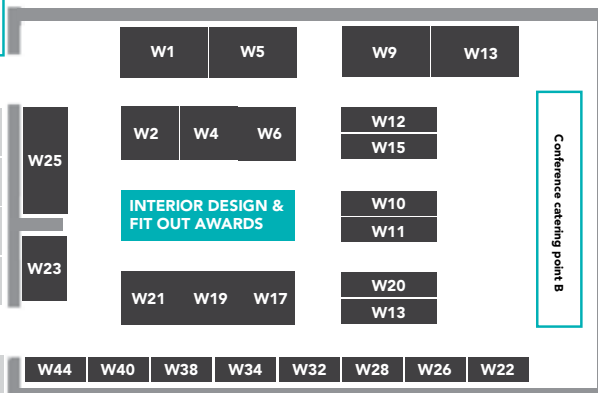 W1
W5
W9
W13
W2
W4
W6
W12
W15
W25
INTERIOR DESIGN &
FIT OUT AWARDS
W10
W11
Conference catering point B
W23
W21
W19
W17
W20
W13
W44
W40
W38
W34
W32
W28
W26
W22